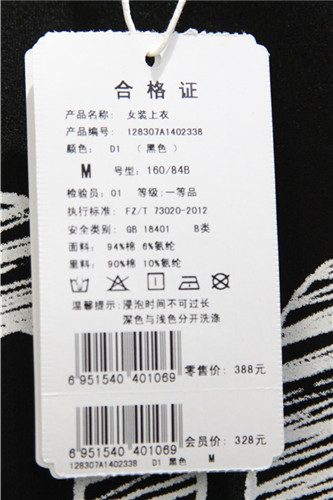 合格证
产品名称: 女装上衣
产品编号: 128307A1402338
颜色: D1 (黑色)
M 号型: 160/84B
检验员: 01 等级: 一等品
执行标准: FZ/T 73020-2012
安全类别: GB 18401 B类
面料: 94%棉 6%氨纶
里料: 90%棉 10%氨纶
温馨提示: 浸泡时间不可过长
深色与浅色分开洗涤
6 951540 401069 零售价: 388元
6 951540 401069 会员价: 328元
128307A1402338 D1 黑色 M